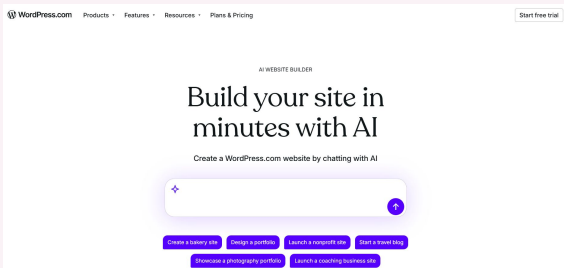 WordPress.com Products Features Resources Plans & Pricing Start free trial
AI WEBSITE BUILDER
Build your site in
minutes with AI
Create a WordPress.com website by chatting with AI
Create a bakery site Design a portfolio Launch a nonprofit site Start a travel blog
Showcase a photography portfolio Launch a coaching business site